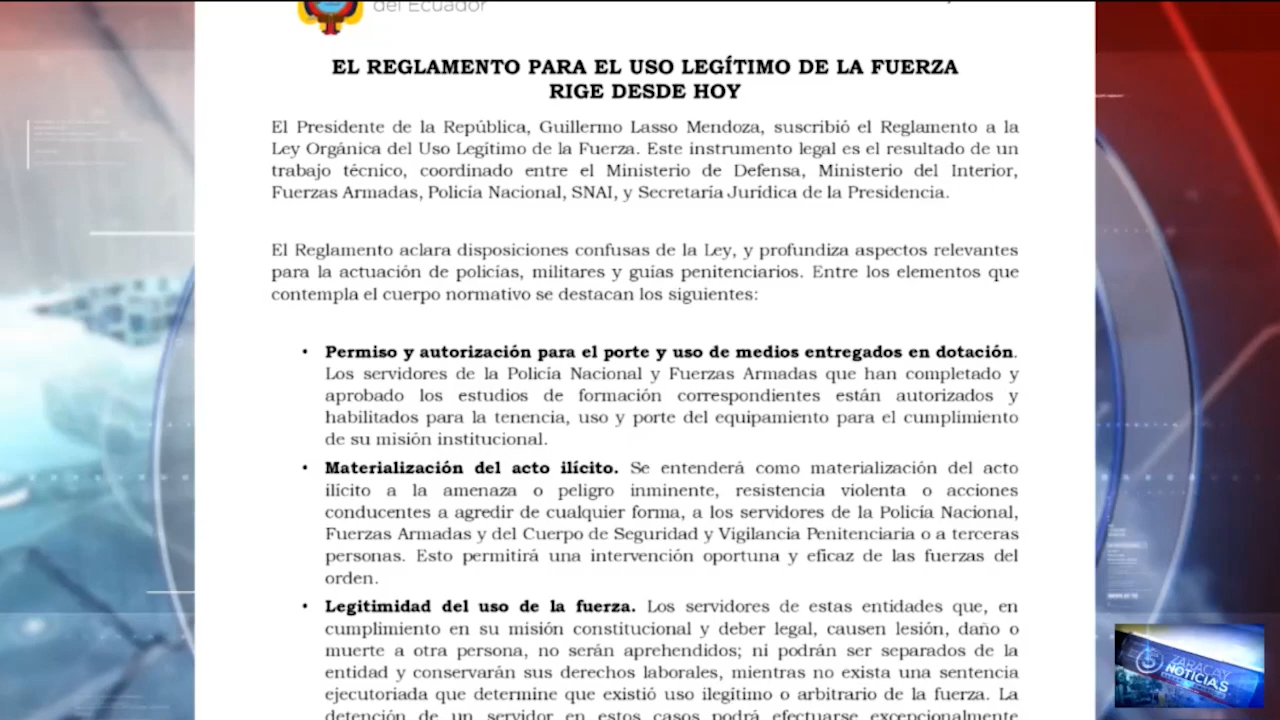 del Ecuador
EL REGLAMENTO PARA EL USO LEGÍTIMO DE LA FUERZA
RIGE DESDE HOY
El Presidente de la República, Guillermo Lasso Mendoza, suscribió el Reglamento a la
Ley Orgánica del Uso Legítimo de la Fuerza. Este instrumento legal es el resultado de un
trabajo técnico, coordinado entre el Ministerio de Defensa, Ministerio del Interior,
Fuerzas Armadas, Policía Nacional, SNAI, y Secretaría Jurídica de la Presidencia.
El Reglamento aclara disposiciones confusas de la Ley, y profundiza aspectos relevantes
para la actuación de policías, militares y guías penitenciarios. Entre los elementos que
contempla el cuerpo normativo se destacan los siguientes:
• Permiso y autorización para el porte y uso de medios entregados en dotación.
Los servidores de la Policía Nacional y Fuerzas Armadas que han completado y
aprobado los estudios de formación correspondientes están autorizados y
habilitados para la tenencia, uso y porte del equipamiento para el cumplimiento
de su misión institucional.
• Materialización del acto ilícito. Se entenderá como materialización del acto
ilícito a la amenaza o peligro inminente, resistencia violenta o acciones
conducentes a agredir de cualquier forma, a los servidores de la Policía Nacional,
Fuerzas Armadas y del Cuerpo de Seguridad y Vigilancia Penitenciaria o a terceras
personas. Esto permitirá una intervención oportuna y eficaz de las fuerzas del
orden.
• Legitimidad del uso de la fuerza. Los servidores de estas entidades que, en
cumplimiento en su misión constitucional y deber legal, causen lesión, daño o
muerte a otra persona, no serán aprehendidos; ni podrán ser separados de la
entidad y conservarán sus derechos laborales, mientras no exista una sentencia
ejecutoriada que determine que existió uso ilegítimo o arbitrario de la fuerza. La
detención de un servidor en estos casos podrá efectuarse excepcionalmente
5 ZARACAY
NOTICIAS